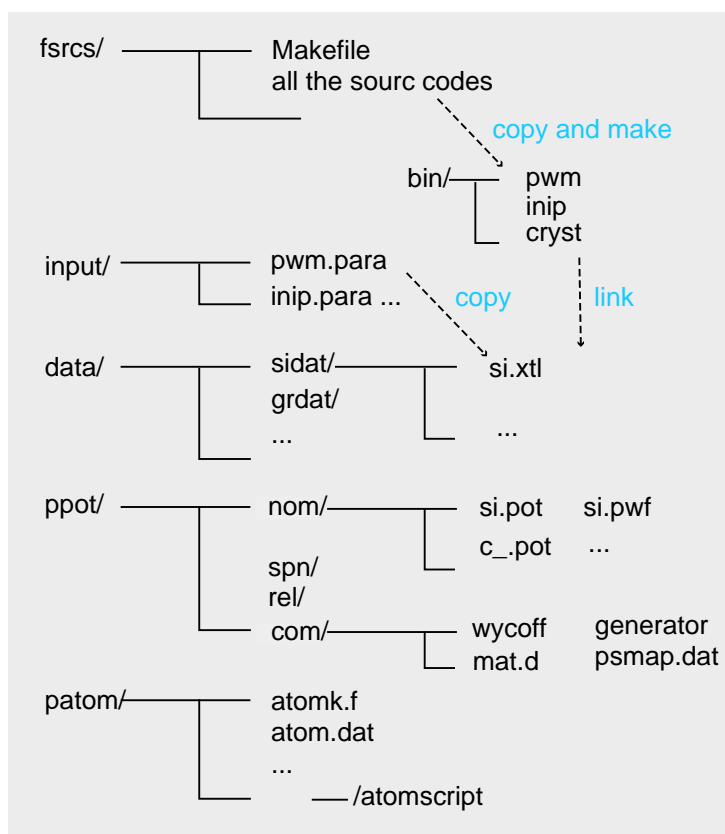 fsrcs/ Makefile
all the sourc codes
copy and make
bin/ pwm
inip
cryst
input/ pwm.para
inip.para ... copy link
data/ sidat/ si.xtl
grdat/
... ...
ppot/ nom/ si.pot si.pwf
c_.pot ...
spn/
rel/
com/ wycoff generator
mat.d psmap.dat
patom/ atomk.f
atom.dat
...
/atomscript